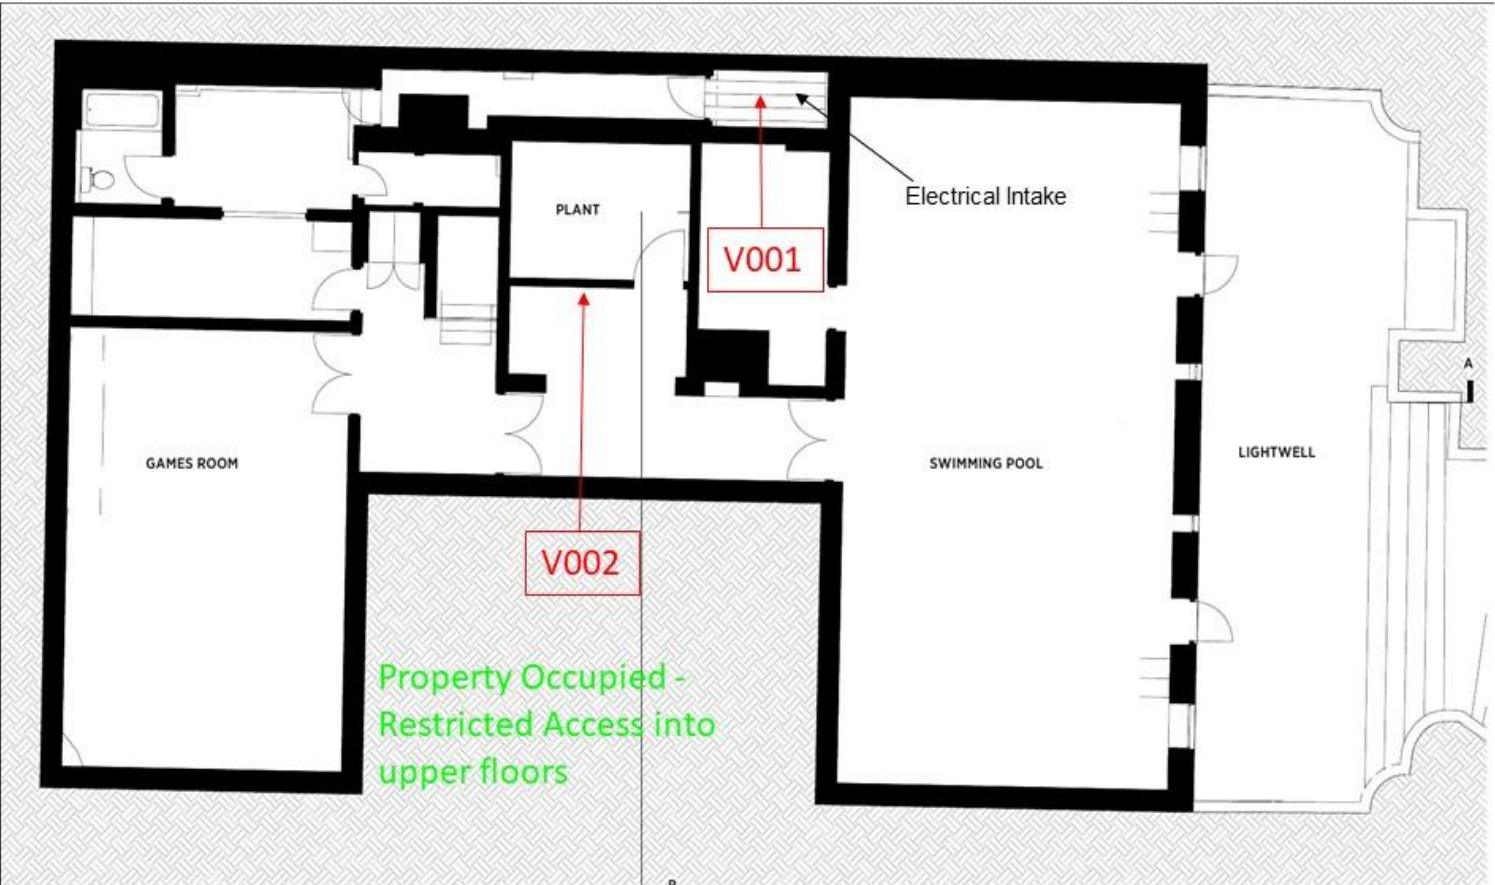 Electrical Intake
PLANT
V001
A
GAMES ROOM
SWIMMING POOL
LIGHTWELL
V002
Property Occupied -
Restricted Access into
upper floors